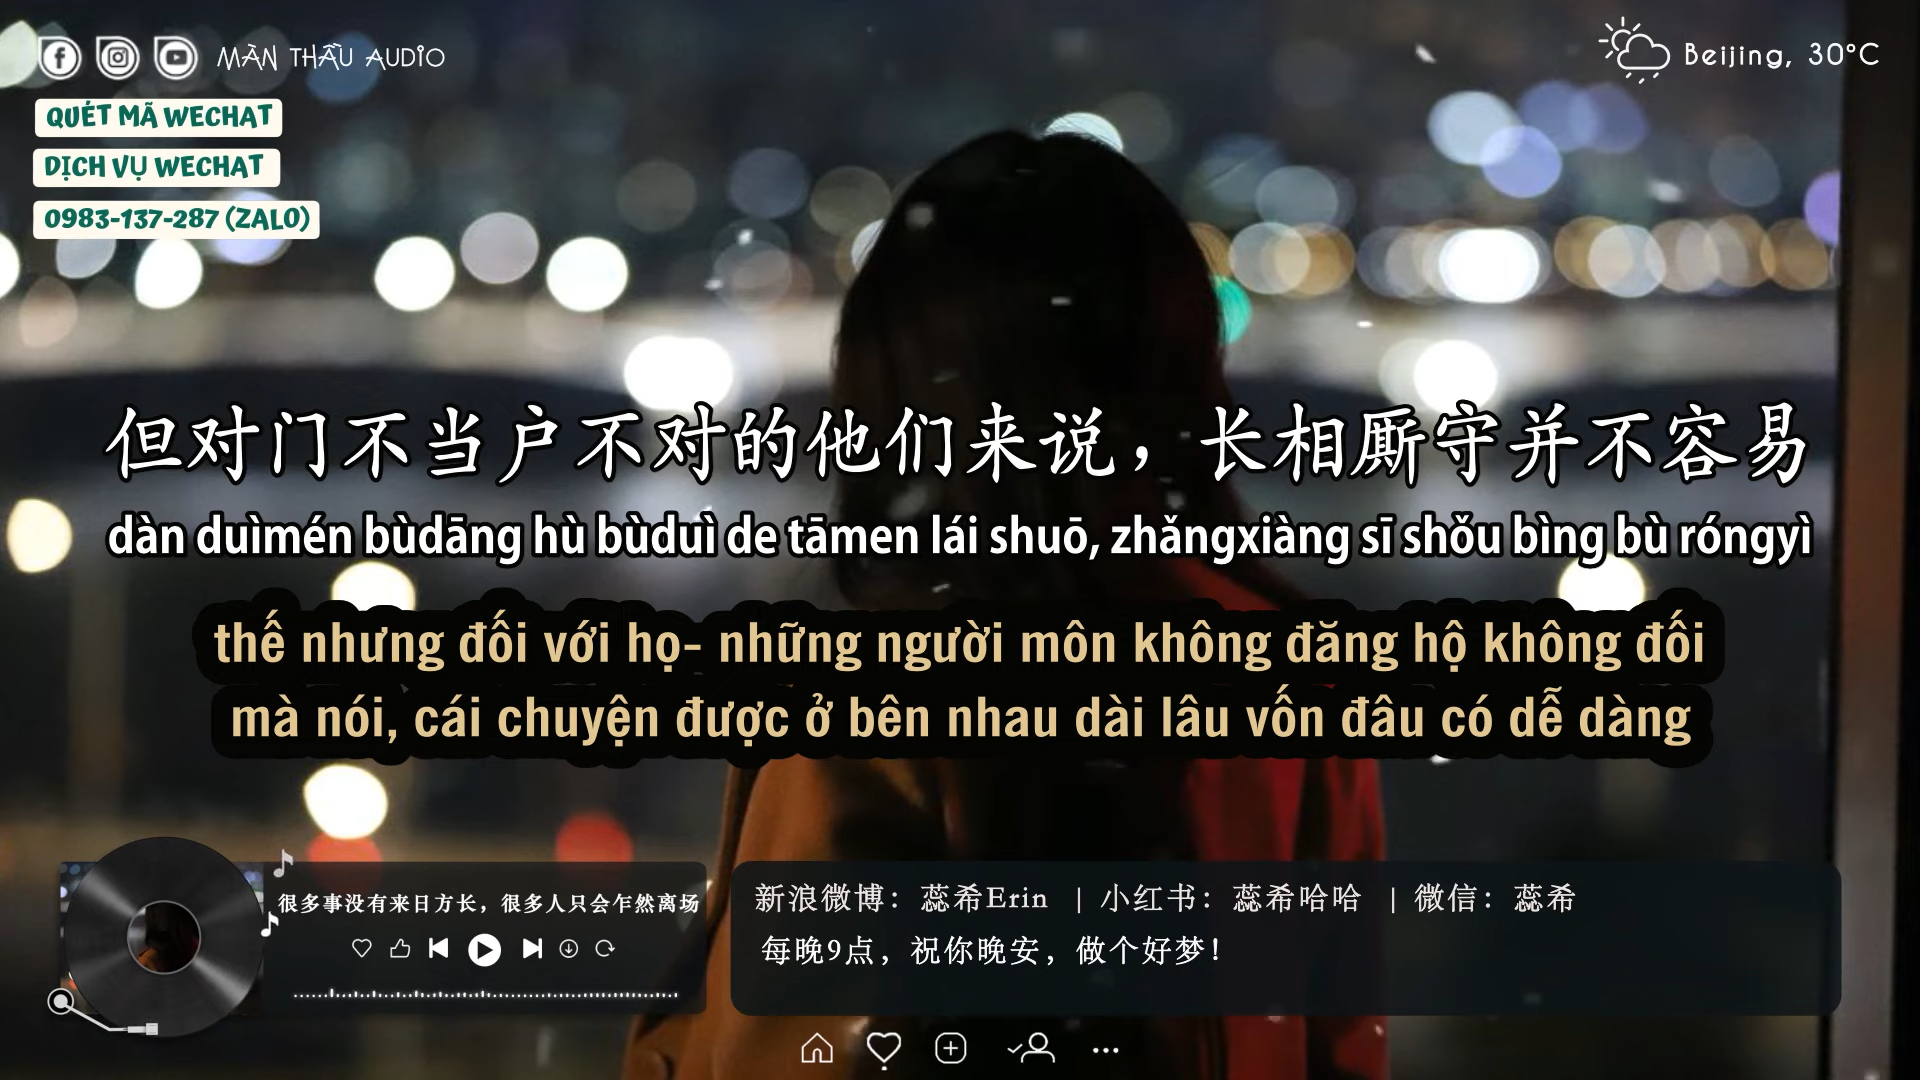 MÀN THẦU AUDIO
Beijing, 30°C
QUÉT MÃ WECHAT
DỊCH VỤ WECHAT
0983-137-287 (ZALO)
但对门不当户不对的他们来说，长相厮守并不容易
dàn duìmén bùdāng hù bùduì de tāmen lái shuō, zhǎngxiàng sī shǒu bìng bù róngyì
thế nhưng đối với họ- những người môn không đăng hộ không đối
mà nói, cái chuyện được ở bên nhau dài lâu vốn đâu có dễ dàng
很多事没有来日方长，很多人只会乍然离场
新浪微博：蕊希Erin | 小红书：蕊希哈哈 | 微信：蕊希
每晚9点，祝你晚安，做个好梦！